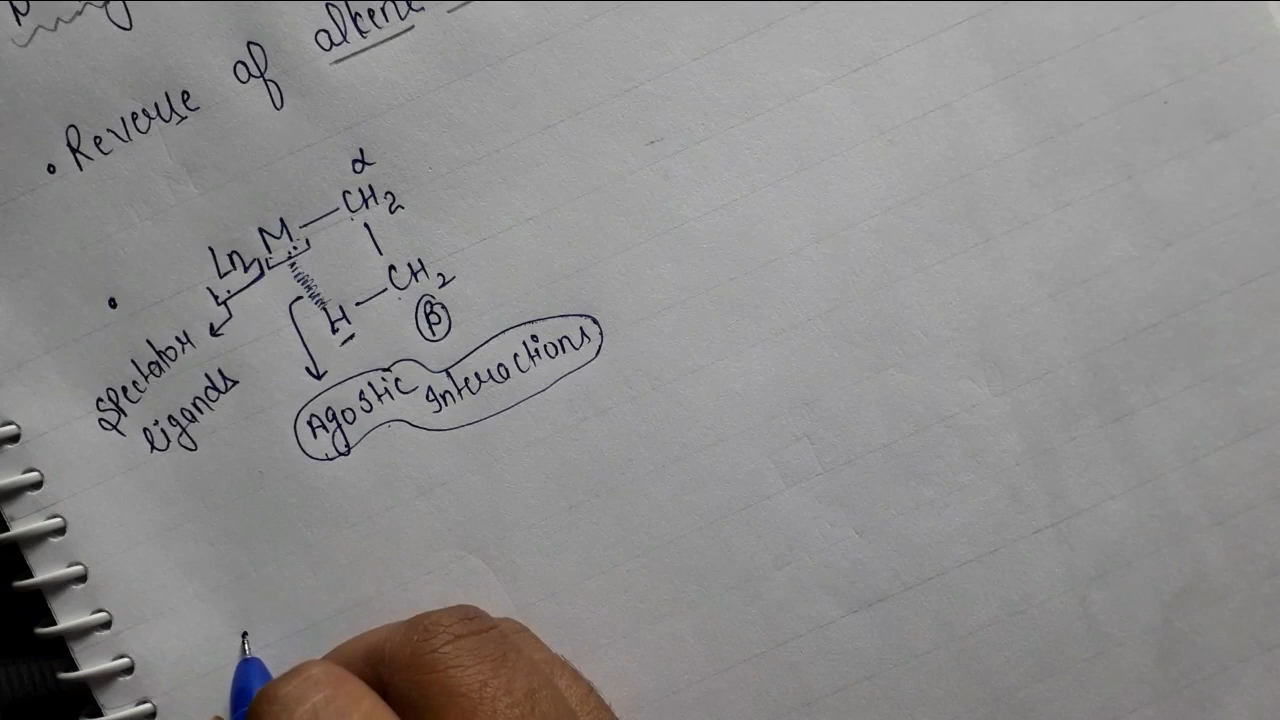 • Reverse of alkene
α
LnM — CH2
|
H — CH2
β
Spectator
ligands
Agostic Interactions